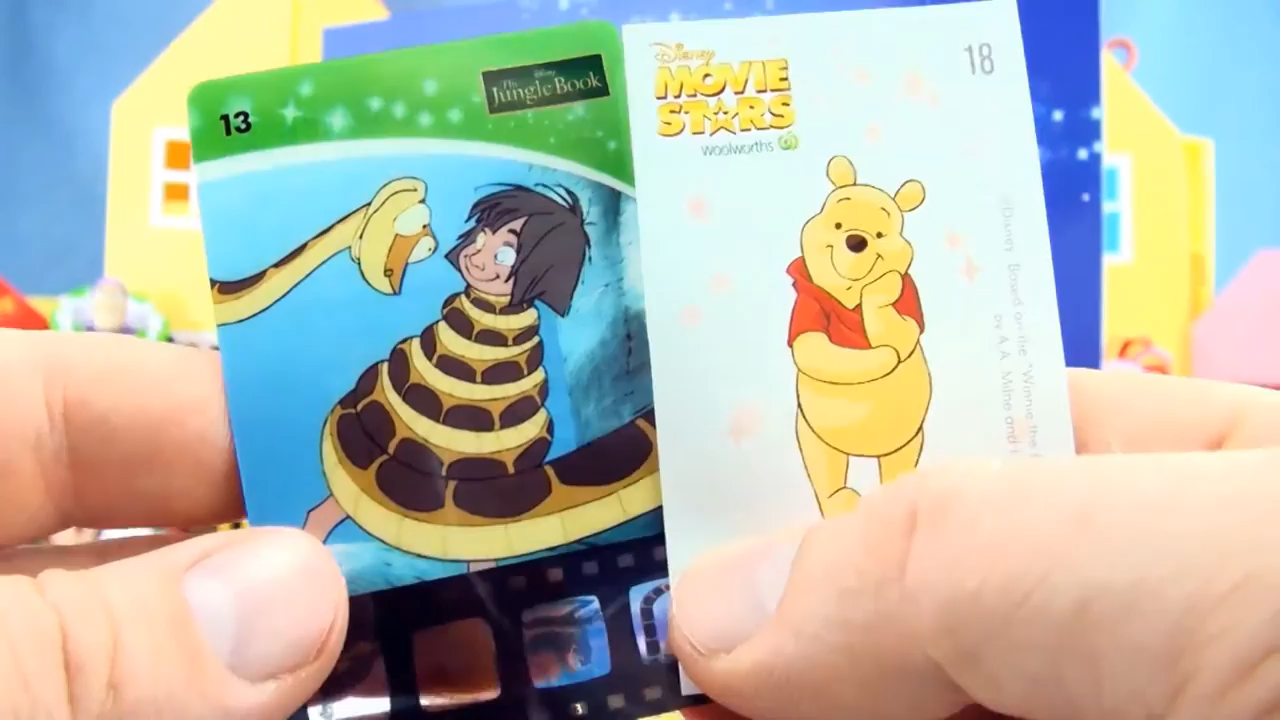 13
Disney
The
Jungle Book
Disney
MOVIE
STARS
woolworths
18
©Disney Based on the "Winnie the
by A.A. Milne and
3